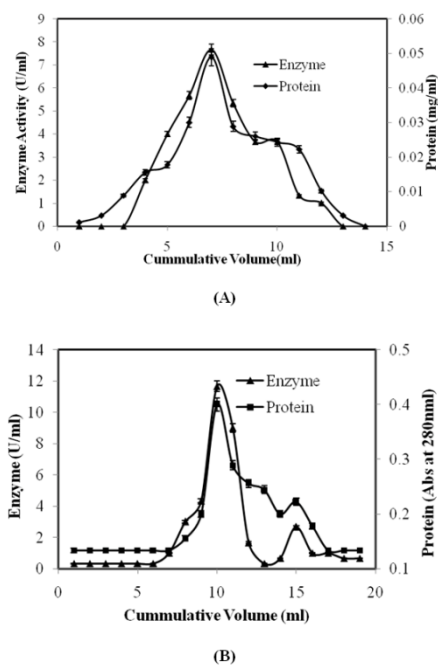 9
8
7
6
5
4
3
2
1
0
Enzyme Activity (U/ml)
0.06
0.05
0.04
0.03
0.02
0.01
0
Protein (mg/ml)
Enzyme
Protein
0 5 10 15
Cummulative Volume(ml)
(A)
14
12
10
8
6
4
2
0
Enzyme (U/ml)
0.5
0.4
0.3
0.2
0.1
Protein (Abs at 280nml)
Enzyme
Protein
0 5 10 15 20
Cummulative Volume (ml)
(B)